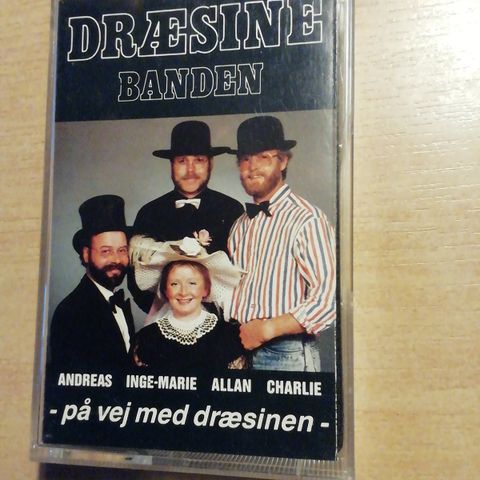 DRÆSINE
BANDEN
ANDREAS INGE-MARIE ALLAN CHARLIE
- på vej med dræsinen -